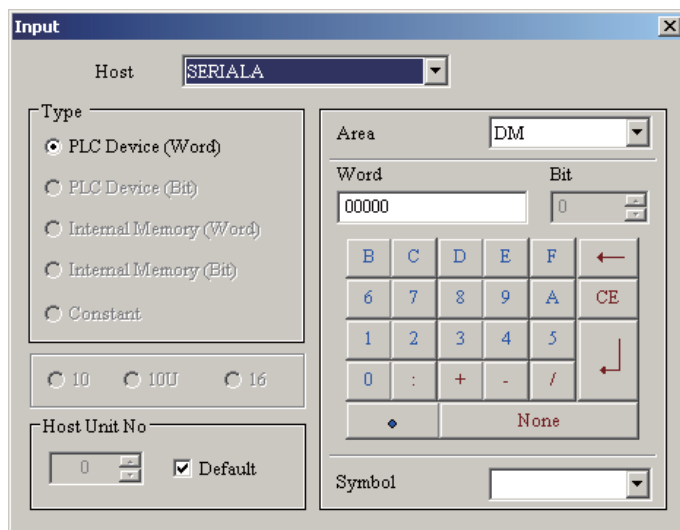 Input
Host SERIALA
Type
PLC Device (Word)
PLC Device (Bit)
Internal Memory (Word)
Internal Memory (Bit)
Constant
10 10U 16
Host Unit No
0 Default
Area DM
Word Bit
00000 0
B C D E F ←
6 7 8 9 A CE
1 2 3 4 5
0 : + - /
None
Symbol